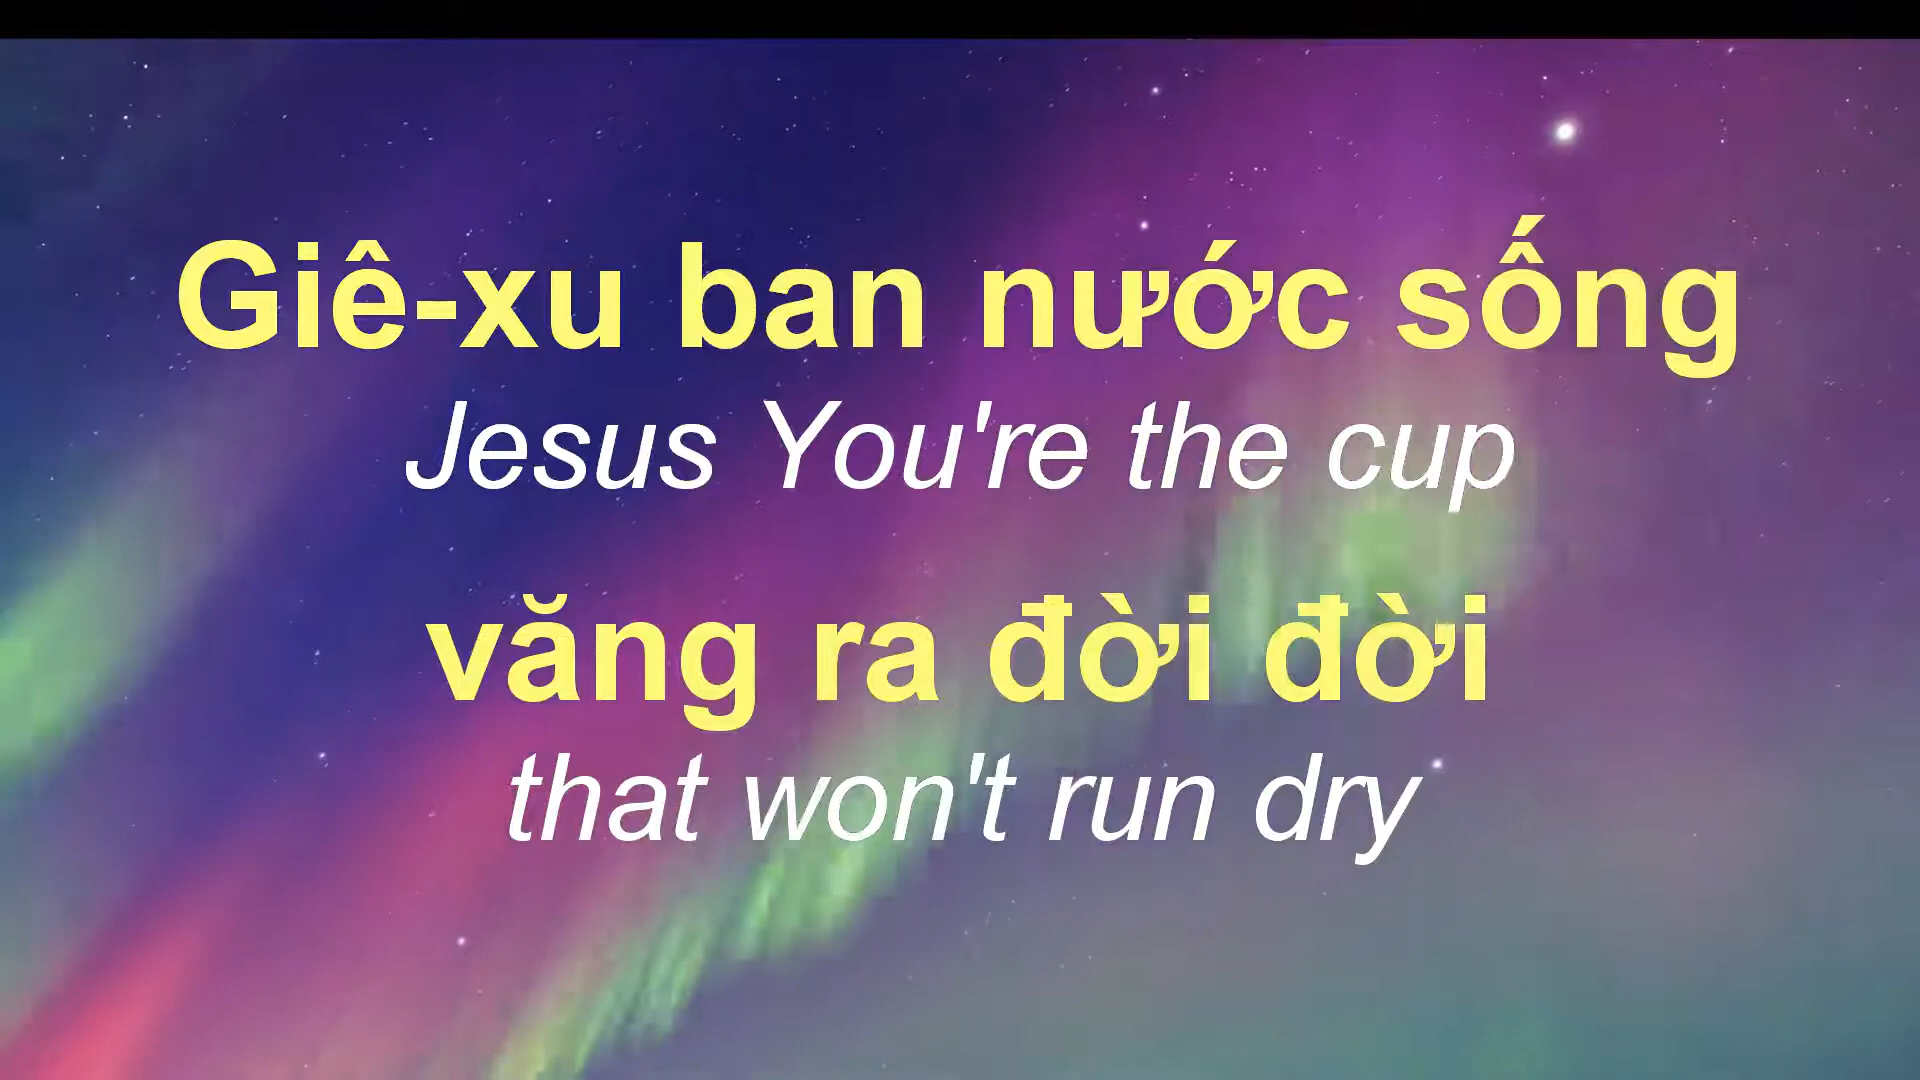 Giê-xu ban nước sống
Jesus You're the cup
văng ra đời đời
that won't run dry